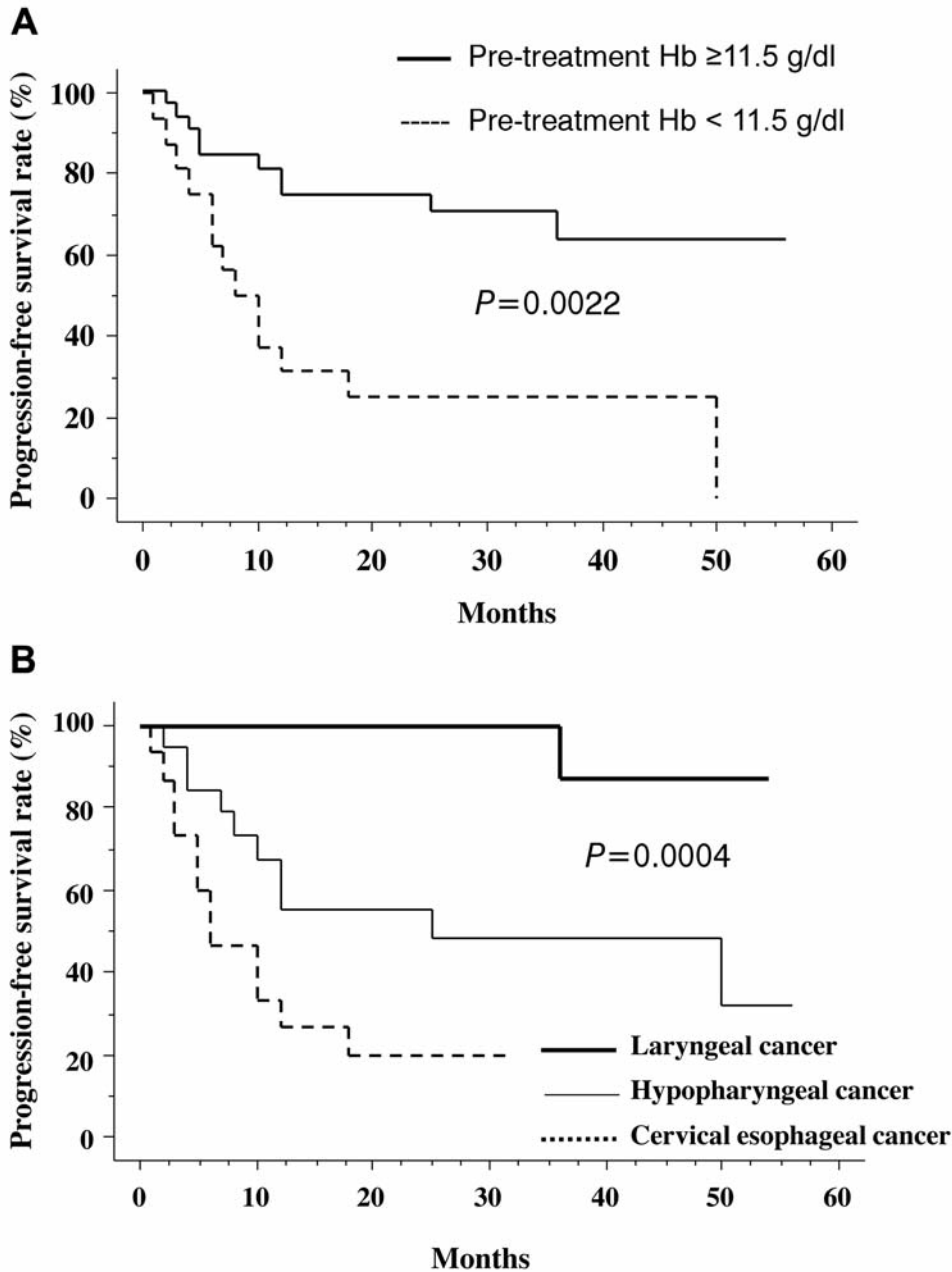 A
Pre-treatment Hb ≥11.5 g/dl
Pre-treatment Hb < 11.5 g/dl
Progression-free survival rate (%)
100
80
60
40
20
0
P=0.0022
0 10 20 30 40 50 60
Months
B
Progression-free survival rate (%)
100
80
60
40
20
0
P=0.0004
Laryngeal cancer
Hypopharyngeal cancer
Cervical esophageal cancer
0 10 20 30 40 50 60
Months